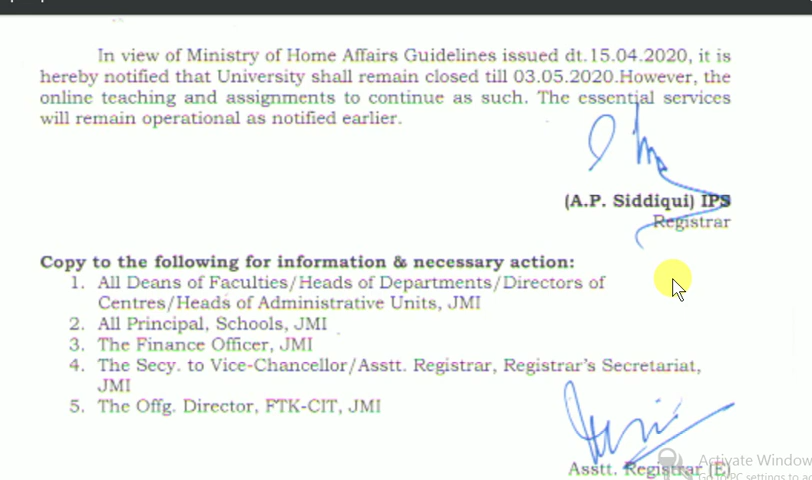 In view of Ministry of Home Affairs Guidelines issued dt.15.04.2020, it is
hereby notified that University shall remain closed till 03.05.2020.However, the
online teaching and assignments to continue as such. The essential services
will remain operational as notified earlier.
(A.P. Siddiqui) IPS
Registrar
Copy to the following for information & necessary action:
1. All Deans of Faculties/Heads of Departments/Directors of
Centres/Heads of Administrative Units, JMI
2. All Principal, Schools, JMI
3. The Finance Officer, JMI
4. The Secy. to Vice-Chancellor/Asstt. Registrar, Registrar's Secretariat,
JMI
5. The Offg. Director, FTK-CIT, JMI
Activate Window
Asstt. Registrar (E)
PC settings to